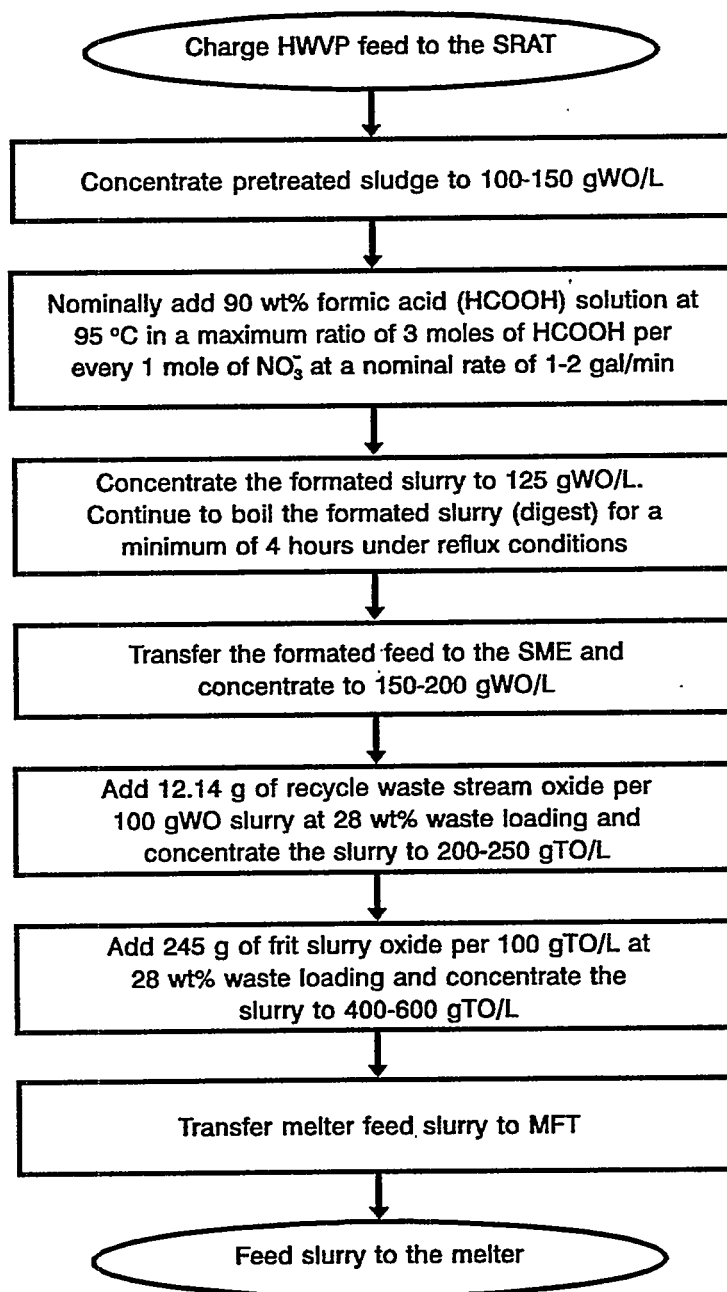 Charge HWVP feed to the SRAT
Concentrate pretreated sludge to 100-150 gWO/L
Nominally add 90 wt% formic acid (HCOOH) solution at
95 ºC in a maximum ratio of 3 moles of HCOOH per
every 1 mole of NO₃⁻ at a nominal rate of 1-2 gal/min
Concentrate the formated slurry to 125 gWO/L.
Continue to boil the formated slurry (digest) for a
minimum of 4 hours under reflux conditions
Transfer the formated feed to the SME and
concentrate to 150-200 gWO/L
Add 12.14 g of recycle waste stream oxide per
100 gWO slurry at 28 wt% waste loading and
concentrate the slurry to 200-250 gTO/L
Add 245 g of frit slurry oxide per 100 gTO/L at
28 wt% waste loading and concentrate the
slurry to 400-600 gTO/L
Transfer melter feed slurry to MFT
Feed slurry to the melter